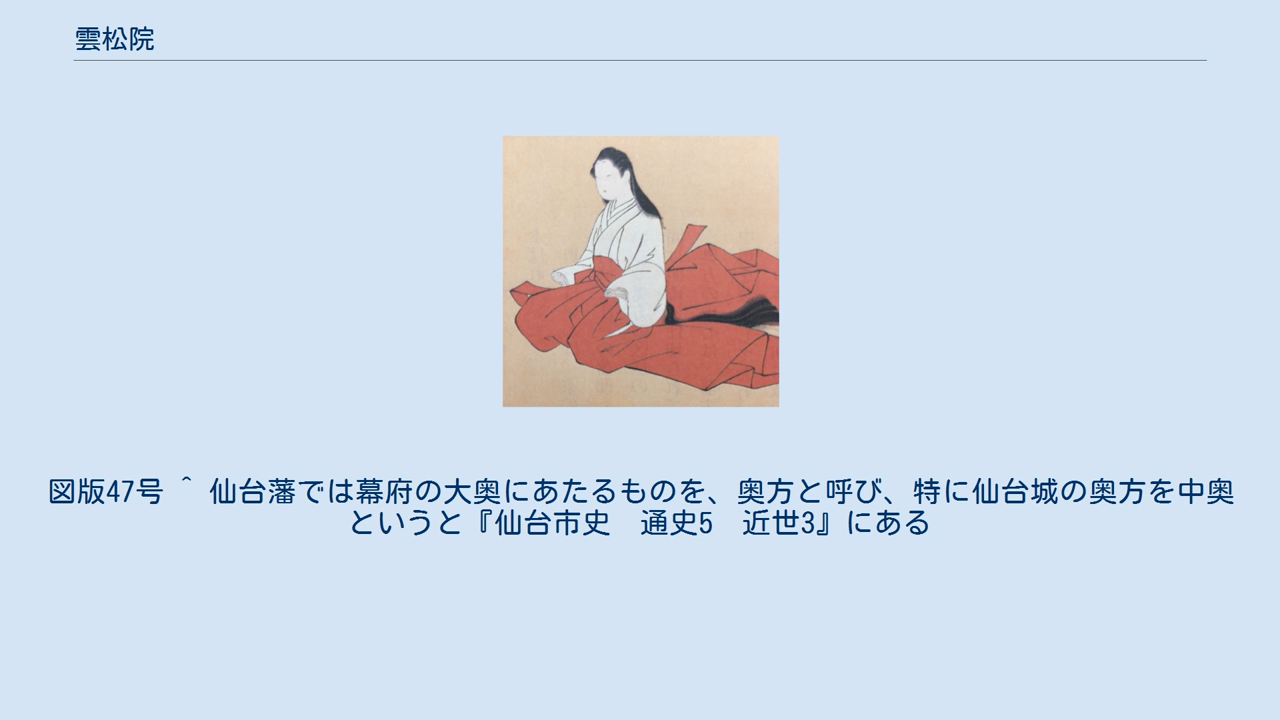 雲松院
図版47号 ^ 仙台藩では幕府の大奥にあたるものを、奥方と呼び、特に仙台城の奥方を中奥
というと『仙台市史　通史5　近世3』にある